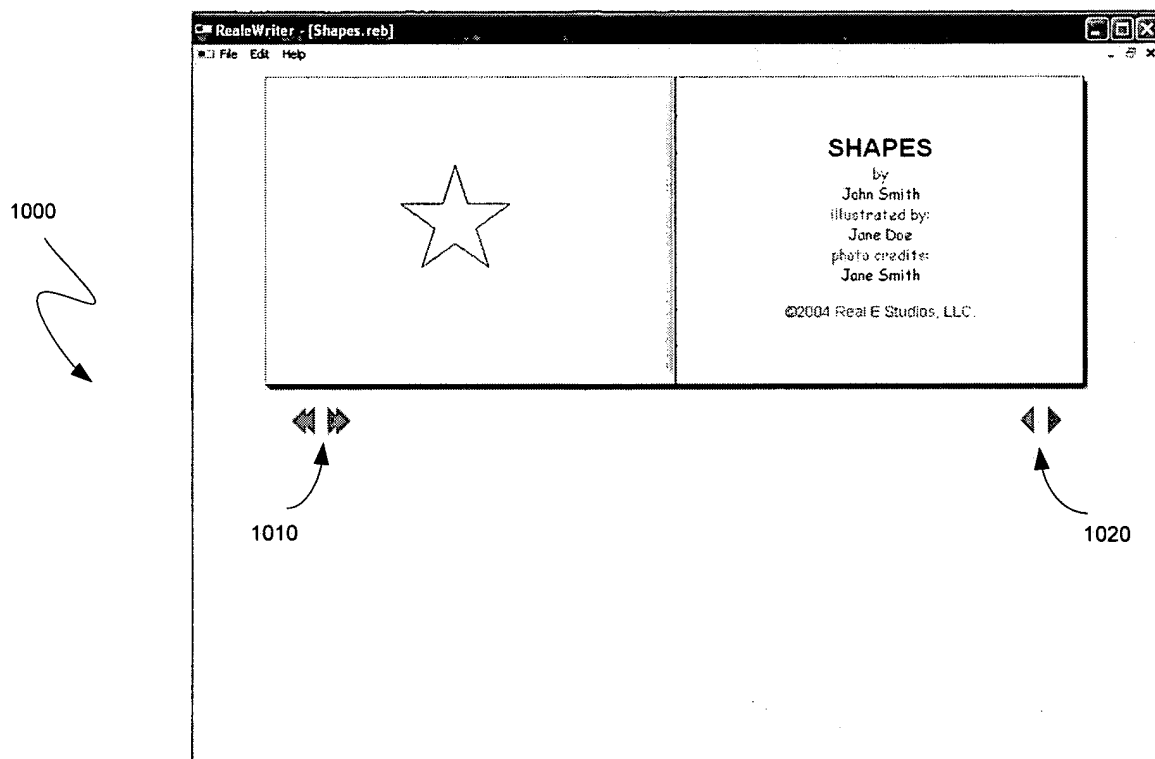 RealeWriter - [Shapes.reb]
File Edit Help
SHAPES
by
John Smith
illustrated by:
Jane Doe
photo credits:
Jane Smith
©2004 Real E Studios, LLC.
1000
1010
1020